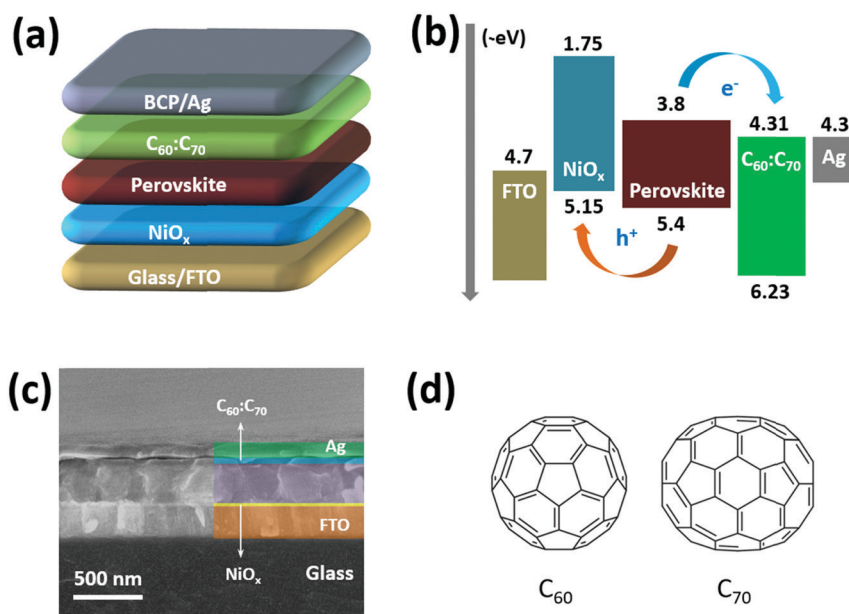 (a)
BCP/Ag
C₆₀:C₇₀
Perovskite
NiOₓ
Glass/FTO
(b)
(~eV)
1.75
3.8
e⁻
4.31
4.3
4.7
NiOₓ
C₆₀:C₇₀
Ag
FTO
Perovskite
5.15
5.4
h⁺
6.23
(c)
C₆₀:C₇₀
Ag
FTO
NiOₓ
Glass
500 nm
(d)
C₆₀
C₇₀